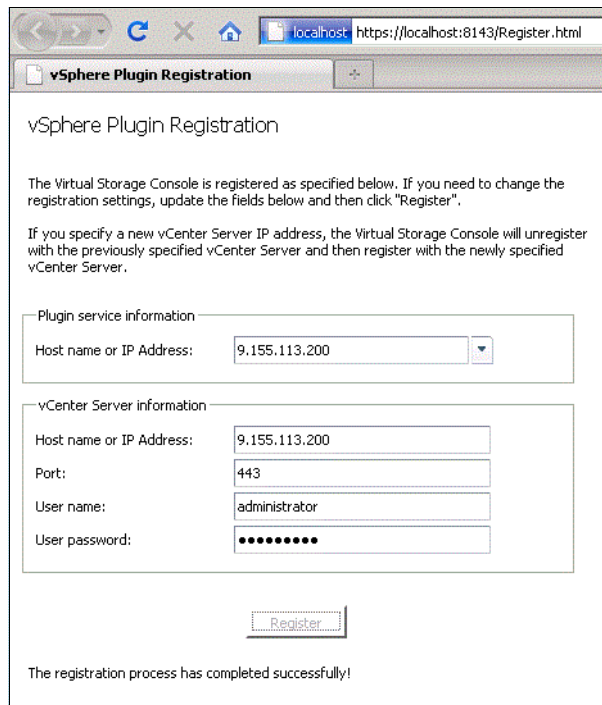 localhost https://localhost:8143/Register.html
vSphere Plugin Registration
vSphere Plugin Registration
The Virtual Storage Console is registered as specified below. If you need to change the
registration settings, update the fields below and then click "Register".
If you specify a new vCenter Server IP address, the Virtual Storage Console will unregister
with the previously specified vCenter Server and then register with the newly specified
vCenter Server.
Plugin service information
Host name or IP Address: 9.155.113.200
vCenter Server information
Host name or IP Address: 9.155.113.200
Port: 443
User name: administrator
User password: •••••••••
Register
The registration process has completed successfully!